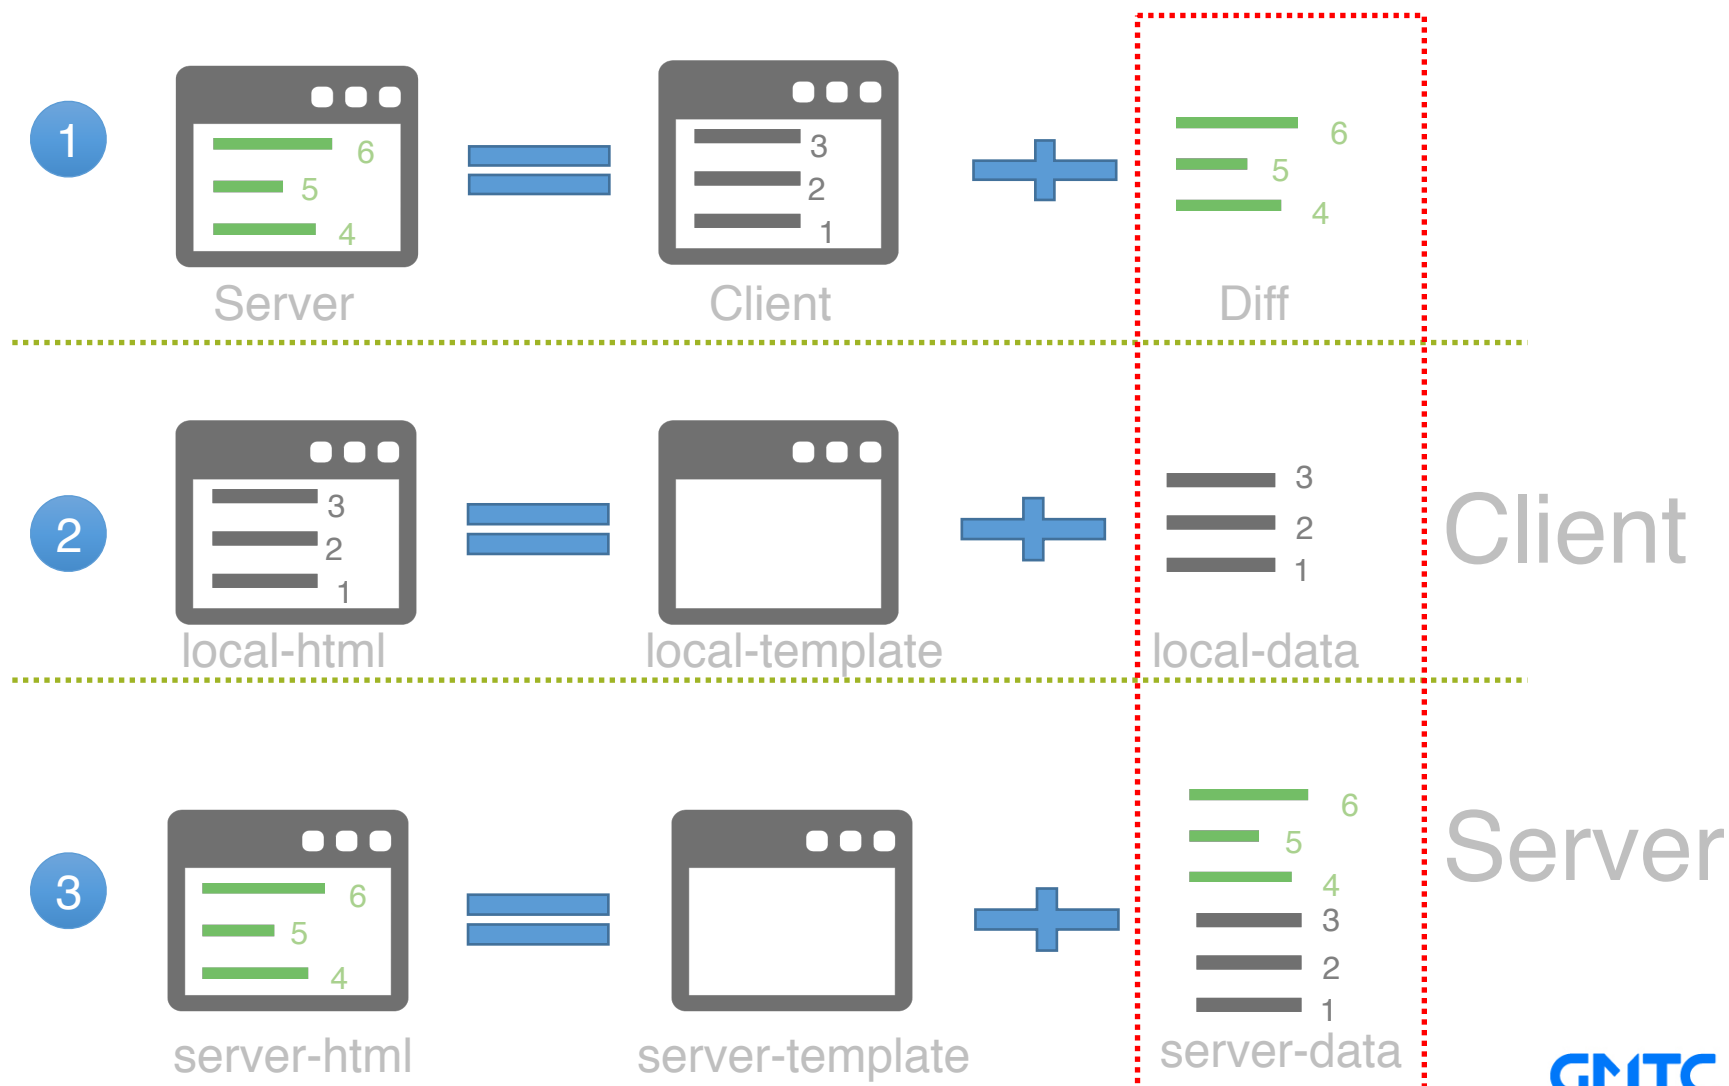 1
6
5
4
3
2
1
6
5
4
Server
Client
Diff
2
3
2
1
3
2
1
Client
local-html
local-template
local-data
3
6
5
4
6
5
4
3
2
1
Server
server-html
server-template
server-data
GMTC